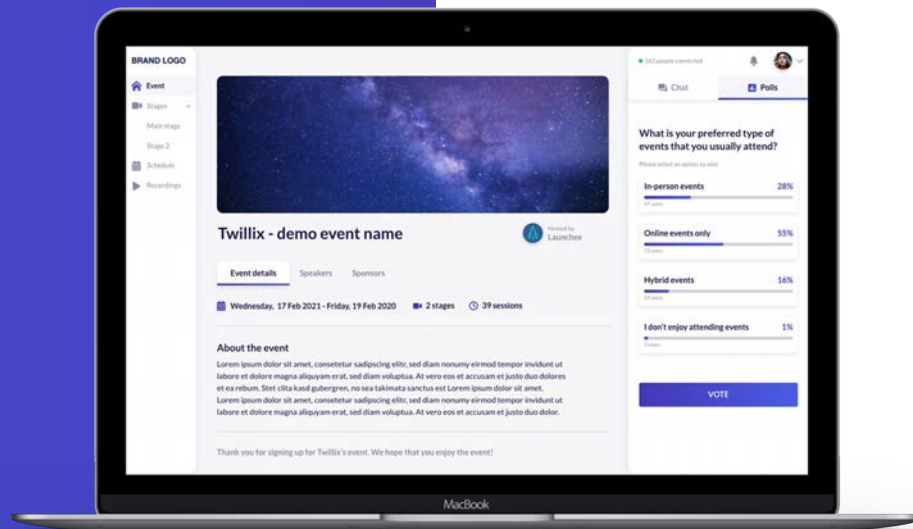 BRAND LOGO
Event
Stages
Main stage
Stage 2
Schedule
Recordings
Twillix - demo event name
Hosted by
Launchee
Event details
Speakers
Sponsors
Wednesday, 17 Feb 2021 - Friday, 19 Feb 2020
2 stages
39 sessions
About the event
Lorem ipsum dolor sit amet, consetetur sadipscing elitr, sed diam nonumy eirmod tempor invidunt ut
labore et dolore magna aliquyam erat, sed diam voluptua. At vero eos et accusam et justo duo dolores
et ea rebum. Stet clita kasd gubergren, no sea takimata sanctus est Lorem ipsum dolor sit amet.
Lorem ipsum dolor sit amet, consetetur sadipscing elitr, sed diam nonumy eirmod tempor invidunt ut
labore et dolore magna aliquyam erat, sed diam voluptua. At vero eos et accusam et justo duo dolor.
Thank you for signing up for Twillix's event. We hope that you enjoy the event!
people connected
Chat
Polls
What is your preferred type of
events that you usually attend?
Please select an option to vote
In-person events
28%
Online events only
55%
Hybrid events
16%
I don't enjoy attending events
1%
2 votes
VOTE
MacBook